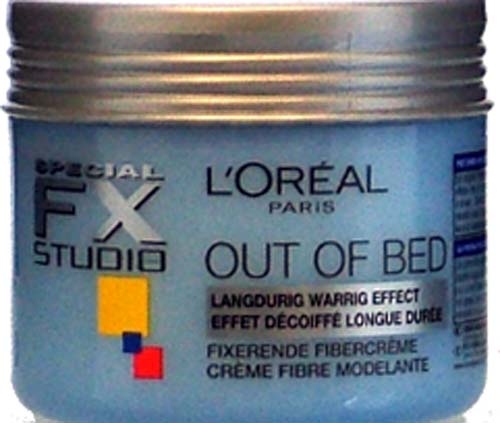 SPECIAL
FX
STUDIO
L'ORÉAL
PARIS
OUT OF BED
LANGDURIG WARRIG EFFECT
EFFET DÉCOIFFÉ LONGUE DURÉE
FIXERENDE FIBERCRÈME
CRÈME FIBRE MODELANTE